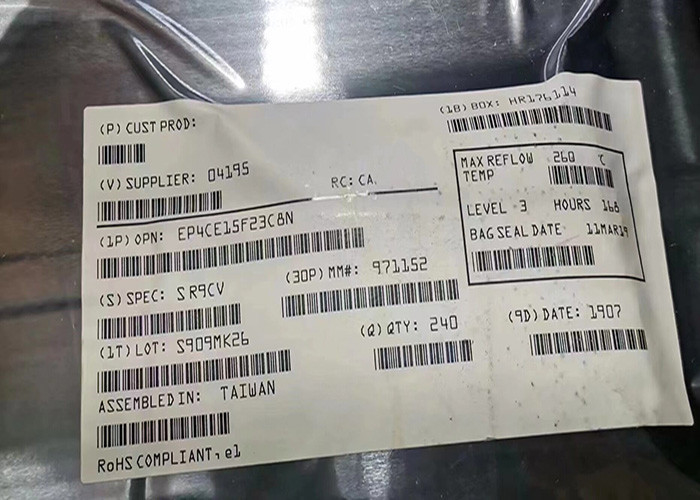 (P) CUST PROD:
(1B) BOX: HR176114
(V) SUPPLIER: 04195
RC: CA.
MAX REFLOW TEMP 260 °C
LEVEL 3 HOURS 168
BAG SEAL DATE 11MAR19
(1P) OPN: EP4CE15F23C8N
(S) SPEC: SR9CV
(30P) MM#: 971152
(1T) LOT: S909MK26
(Q) QTY: 240
(9D) DATE: 1907
ASSEMBLED IN: TAIWAN
RoHS COMPLIANT, e1